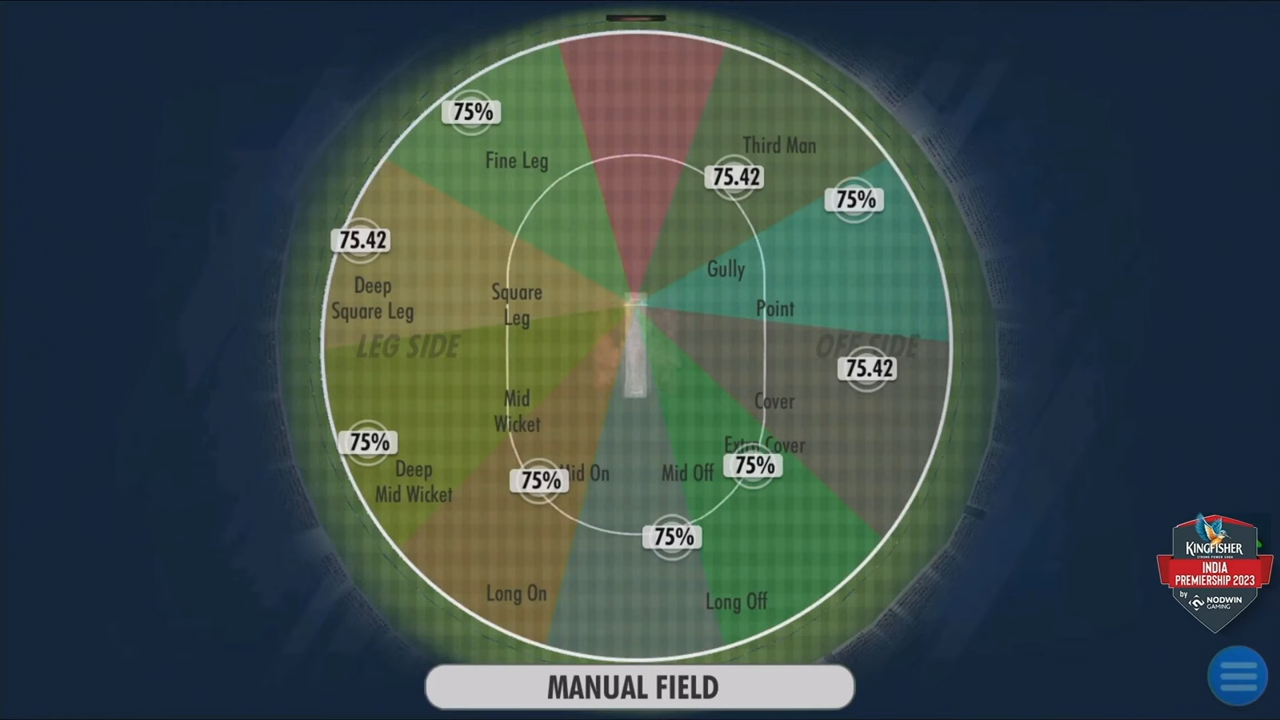 75%
Third Man
Fine Leg
75.42
75%
75.42
Gully
Deep
Square Leg
Square
Leg
Point
LEG SIDE
OFF SIDE
75.42
Mid
Wicket
Cover
75%
Extra Cover
75%
Deep
Mid Wicket
75%
Mid On
Mid Off
75%
Long On
Long Off
KINGFISHER
INDIA
PREMIERSHIP 2023
by NODWIN
GAMING
MANUAL FIELD